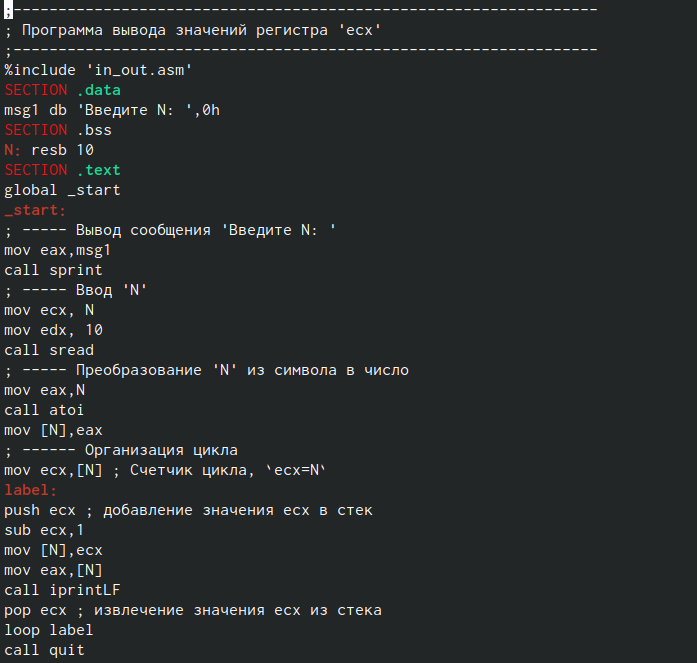 ;-----------------------------------------------------------------
; Программа вывода значений регистра 'ecx'
;-----------------------------------------------------------------
%include 'in_out.asm'
SECTION .data
msg1 db 'Введите N: ',0h
SECTION .bss
N: resb 10
SECTION .text
global _start
_start:
; ----- Вывод сообщения 'Введите N: '
mov eax,msg1
call sprint
; ----- Ввод 'N'
mov ecx, N
mov edx, 10
call sread
; ----- Преобразование 'N' из символа в число
mov eax,N
call atoi
mov [N],eax
; ------ Организация цикла
mov ecx,[N] ; Счетчик цикла, `ecx=N`
label:
push ecx ; добавление значения ecx в стек
sub ecx,1
mov [N],ecx
mov eax,[N]
call iprintLF
pop ecx ; извлечение значения ecx из стека
loop label
call quit